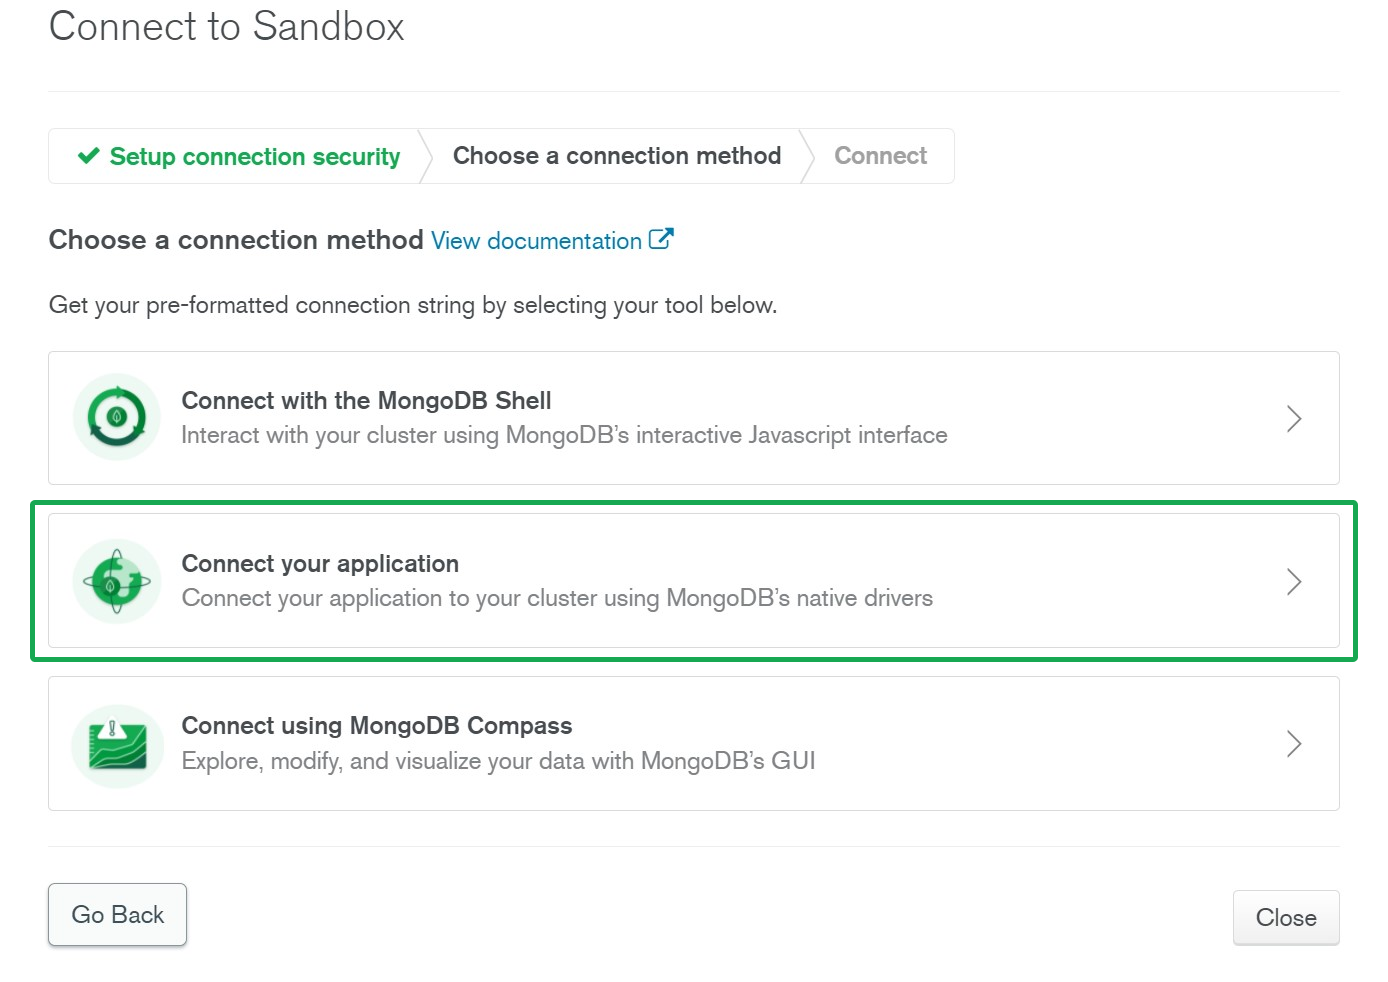 Connect to Sandbox
Setup connection security
Choose a connection method
Connect
Choose a connection method View documentation
Get your pre-formatted connection string by selecting your tool below.
Connect with the MongoDB Shell
Interact with your cluster using MongoDB's interactive Javascript interface
Connect your application
Connect your application to your cluster using MongoDB's native drivers
Connect using MongoDB Compass
Explore, modify, and visualize your data with MongoDB's GUI
Go Back
Close